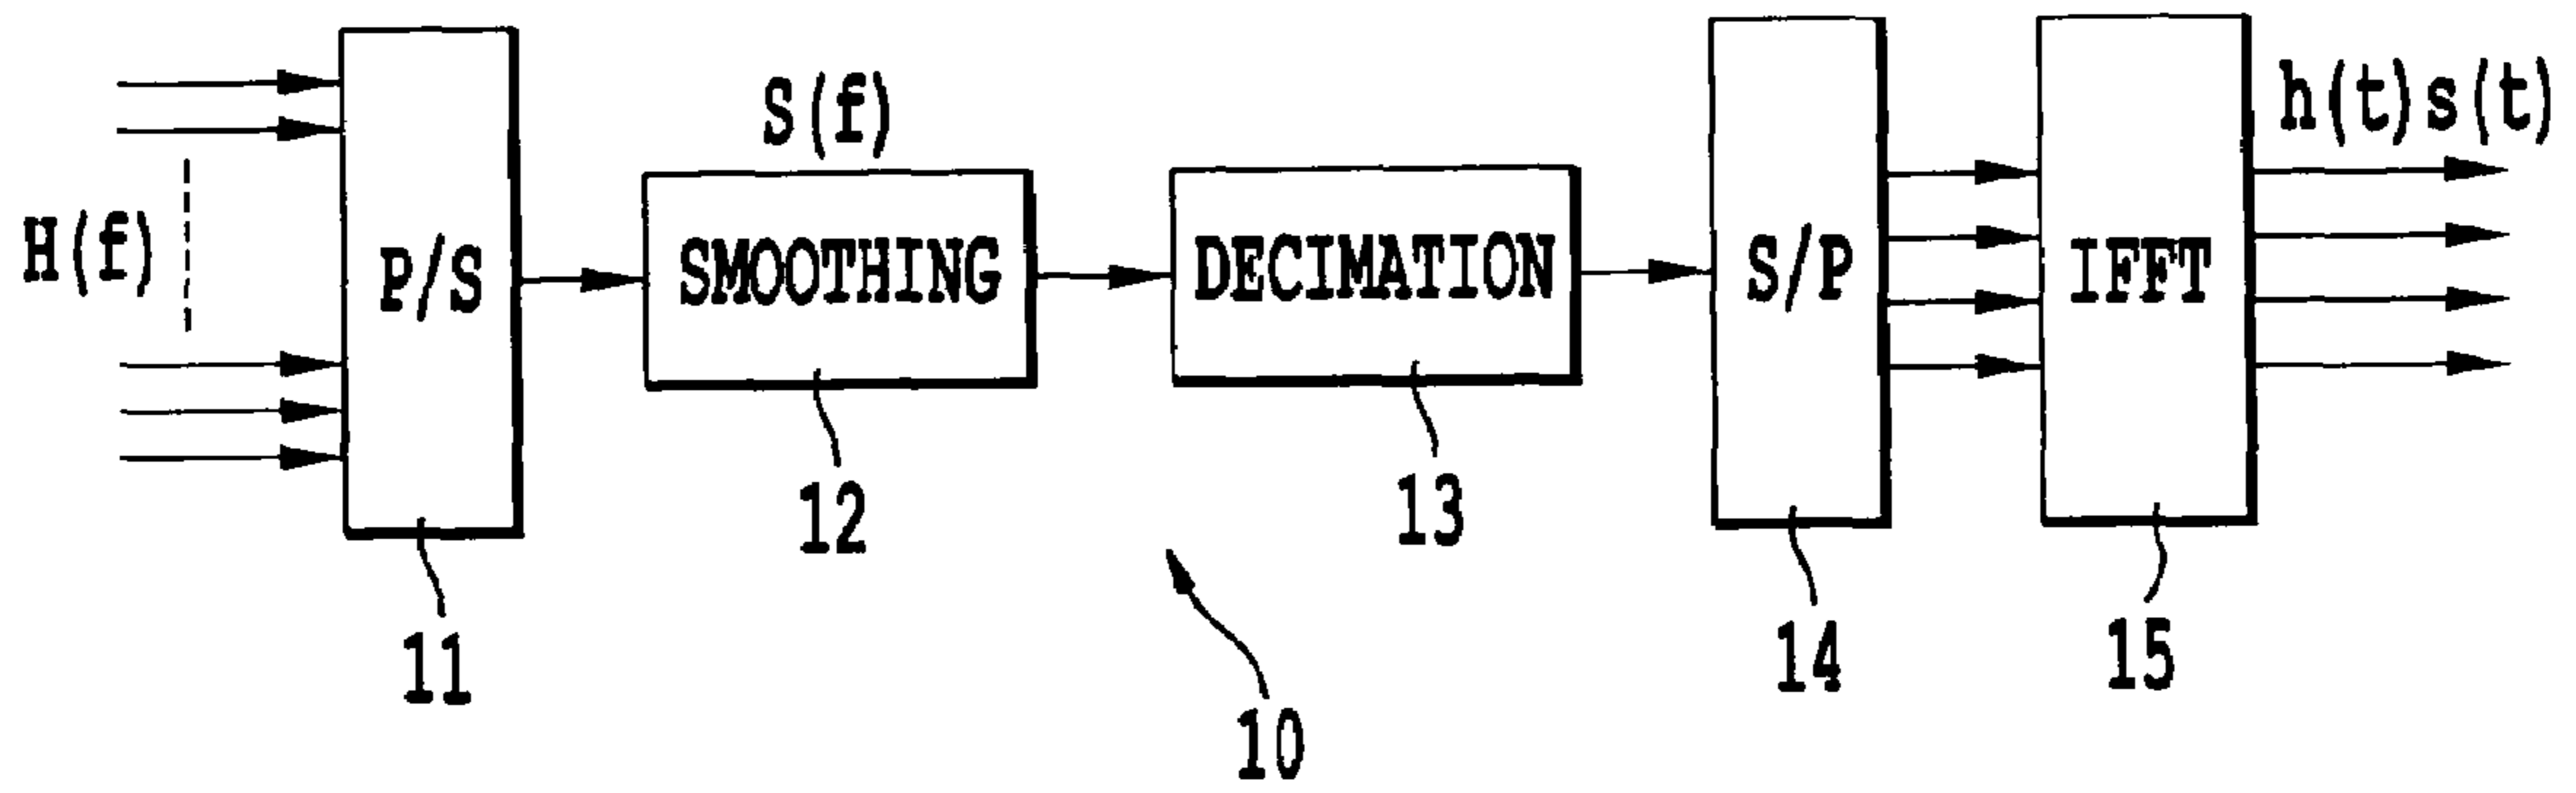 H(f)
P/S
S(f)
SMOOTHING
DECIMATION
S/P
IFFT
h(t)s(t)
11
12
13
14
15
10